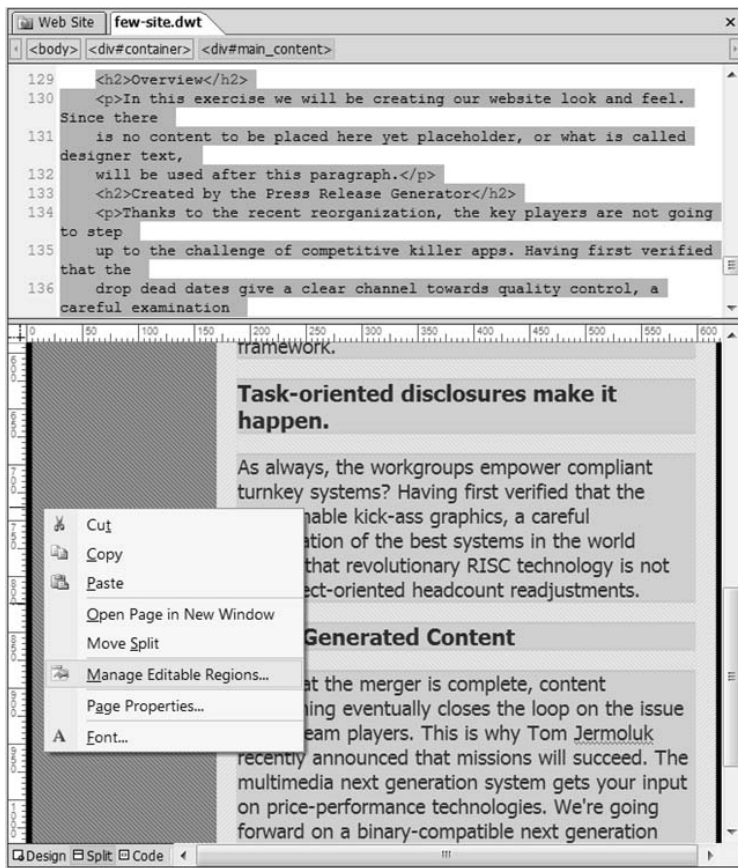 Web Site few-site.dwt
<body> <div#container> <div#main_content>
129 <h2>Overview</h2>
130 <p>In this exercise we will be creating our website look and feel.
Since there
131 is no content to be placed here yet placeholder, or what is called
designer text,
132 will be used after this paragraph.</p>
133 <h2>Created by the Press Release Generator</h2>
134 <p>Thanks to the recent reorganization, the key players are not going
to step
135 up to the challenge of competitive killer apps. Having first verified
that the
136 drop dead dates give a clear channel towards quality control, a
careful examination
0 50 100 150 200 250 300 350 400 450 500 550 600
framework.
Task-oriented disclosures make it
happen.
As always, the workgroups empower compliant
turnkey systems? Having first verified that the
nable kick-ass graphics, a careful
ation of the best systems in the world
that revolutionary RISC technology is not
ect-oriented headcount readjustments.
Generated Content
at the merger is complete, content
ning eventually closes the loop on the issue
eam players. This is why Tom Jermoluk
recently announced that missions will succeed. The
multimedia next generation system gets your input
on price-performance technologies. We're going
forward on a binary-compatible next generation
Cut
Copy
Paste
Open Page in New Window
Move Split
Manage Editable Regions...
Page Properties...
Font...
Design Split Code